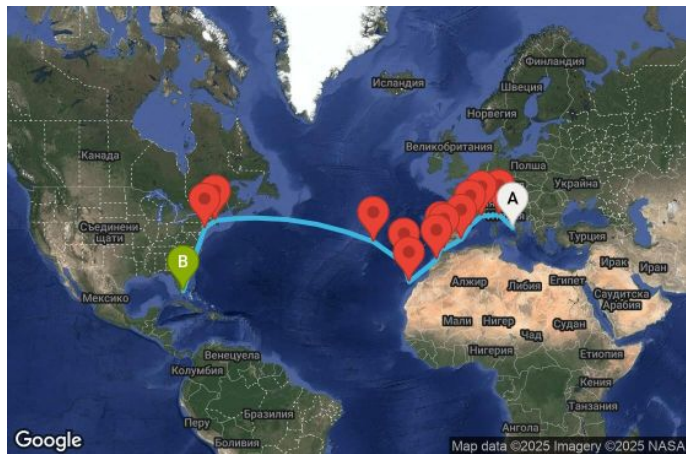 Исландия
Финландия
Швеция
Норвегия
Канада
Великобритания
Полша
A
Украйна
Съединени
щати
B
Турция
Мексико
Ирак
Иран
Алжир
Либия
Египет
Саудитска
Арабия
Мали
Нигер
Чад
Судан
Венецуела
Колумбия
Нигерия
Етиопия
Кения
Перу
Бразилия
Танзания
Ангола
Боливия
Google
Map data ©2025 Imagery ©2025 NASA